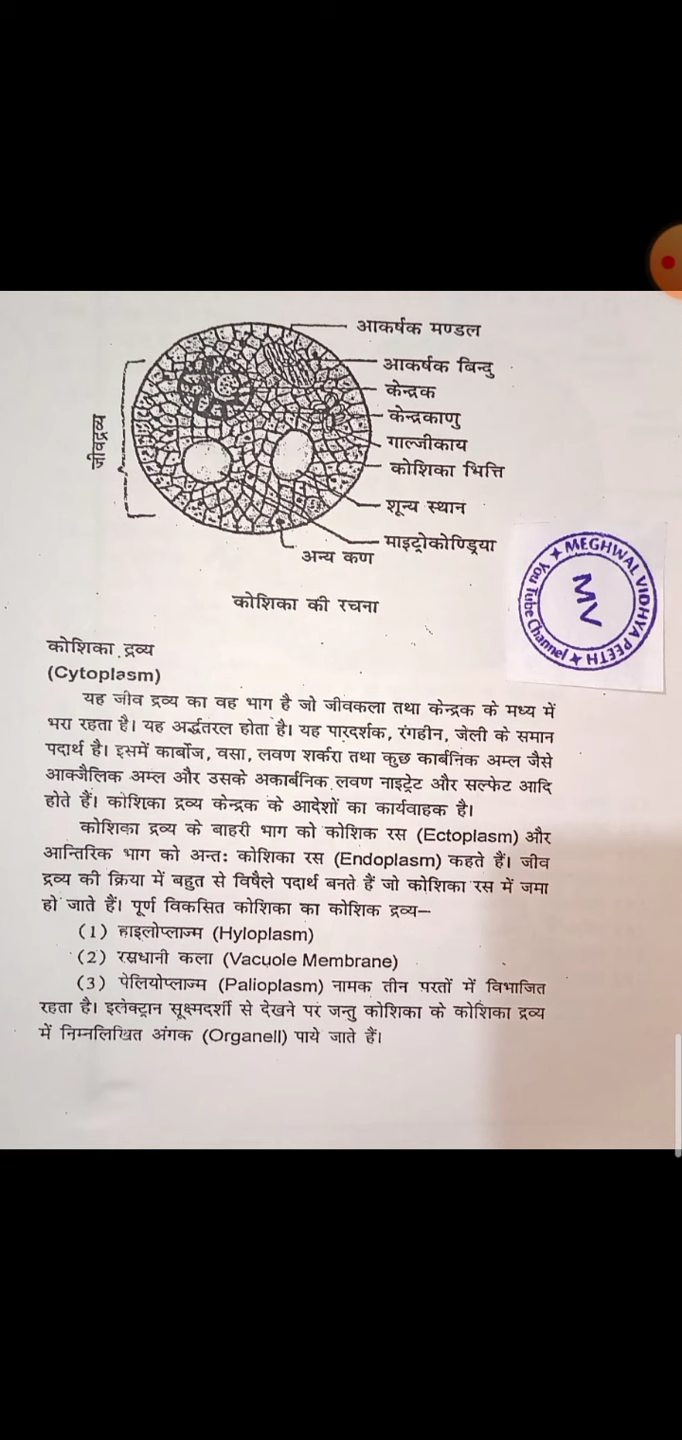 आकर्षक मण्डल
आकर्षक बिन्दु
केन्द्रक
केन्द्रकाणु
गाल्जीकाय
कोशिका भित्ति
शून्य स्थान
माइट्रोकोण्ड्रिया
अन्य कण
जीवद्रव्य
कोशिका की रचना
MEGHWAL VIDHYA PEETH
You Tube Channel
MV
कोशिका द्रव्य
(Cytoplasm)
यह जीव द्रव्य का वह भाग है जो जीवकला तथा केन्द्रक के मध्य में
भरा रहता है। यह अर्द्धतरल होता है। यह पारदर्शक, रंगहीन, जेली के समान
पदार्थ है। इसमें कार्बोज, वसा, लवण शर्करा तथा कुछ कार्बनिक अम्ल जैसे
आक्जैलिक अम्ल और उसके अकार्बनिक लवण नाइट्रेट और सल्फेट आदि
होते हैं। कोशिका द्रव्य केन्द्रक के आदेशों का कार्यवाहक है।
कोशिका द्रव्य के बाहरी भाग को कोशिक रस (Ectoplasm) और
आन्तिरिक भाग को अन्तः कोशिका रस (Endoplasm) कहते हैं। जीव
द्रव्य की क्रिया में बहुत से विषैले पदार्थ बनते हैं जो कोशिका रस में जमा
हो जाते हैं। पूर्ण विकसित कोशिका का कोशिक द्रव्य–
(1) हाइलोप्लाज्म (Hyloplasm)
(2) रसधानी कला (Vacuole Membrane)
(3) पेलियोप्लाज्म (Palioplasm) नामक तीन परतों में विभाजित
रहता है। इलेक्ट्रान सूक्ष्मदर्शी से देखने पर जन्तु कोशिका के कोशिका द्रव्य
में निम्नलिखित अंगक (Organell) पाये जाते हैं।